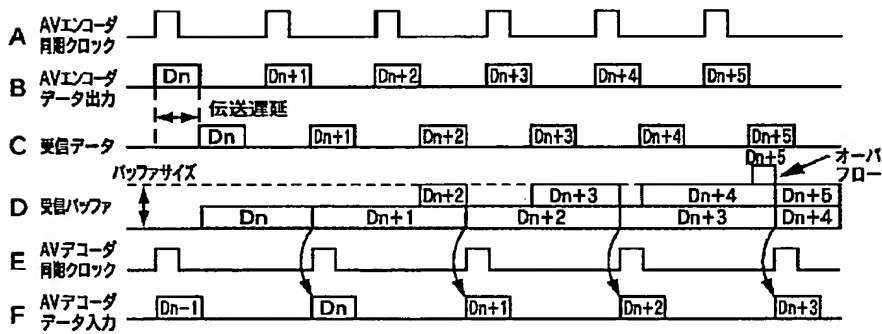 A AVエンコーダ
同期クロック
B AVエンコーダ
データ出力
Dn Dn+1 Dn+2 Dn+3 Dn+4 Dn+5
伝送遅延
C 受信データ
Dn Dn+1 Dn+2 Dn+3 Dn+4 Dn+5
バッファサイズ
Dn+5
オーバ
フロー
D 受信バッファ
Dn+2 Dn+3 Dn+4 Dn+5
Dn Dn+1 Dn+2 Dn+3 Dn+4
E AVデコーダ
同期クロック
F AVデコーダ
データ入力
Dn-1 Dn Dn+1 Dn+2 Dn+3